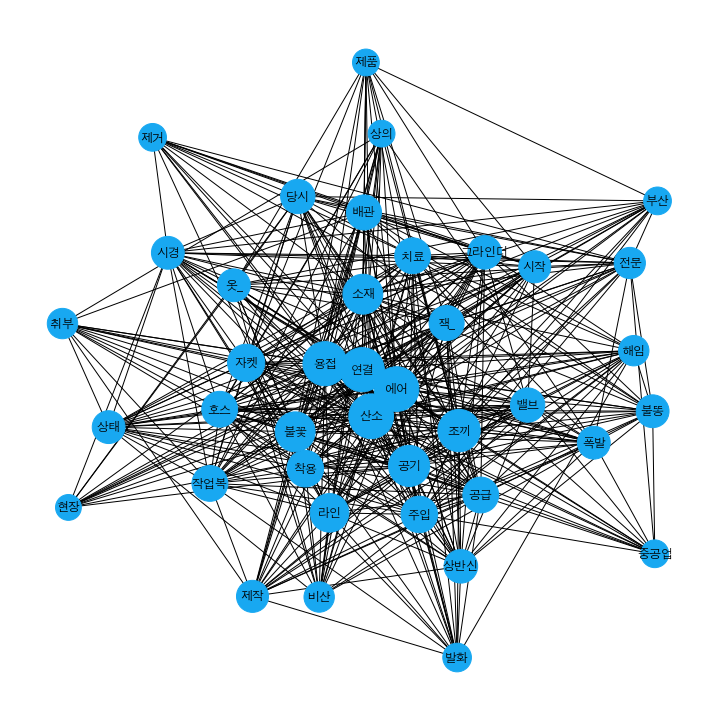 제품
상의
제거
당시
부산
배관
시경
치료
그라인더
전문
시작
옷_
소재
취부
잭_
해임
자켓
용접
연결
에어
밸브
호스
불똥
산소
상태
불꽃
조끼
폭발
착용
공기
작업복
공급
현장
라인
주입
중공업
상반신
제작
비산
발화